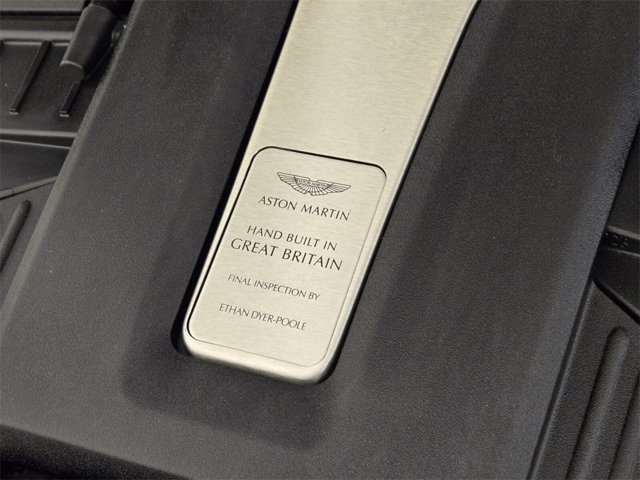 ASTON MARTIN
HAND BUILT IN
GREAT BRITAIN
FINAL INSPECTION BY
ETHAN DYER-POOLE